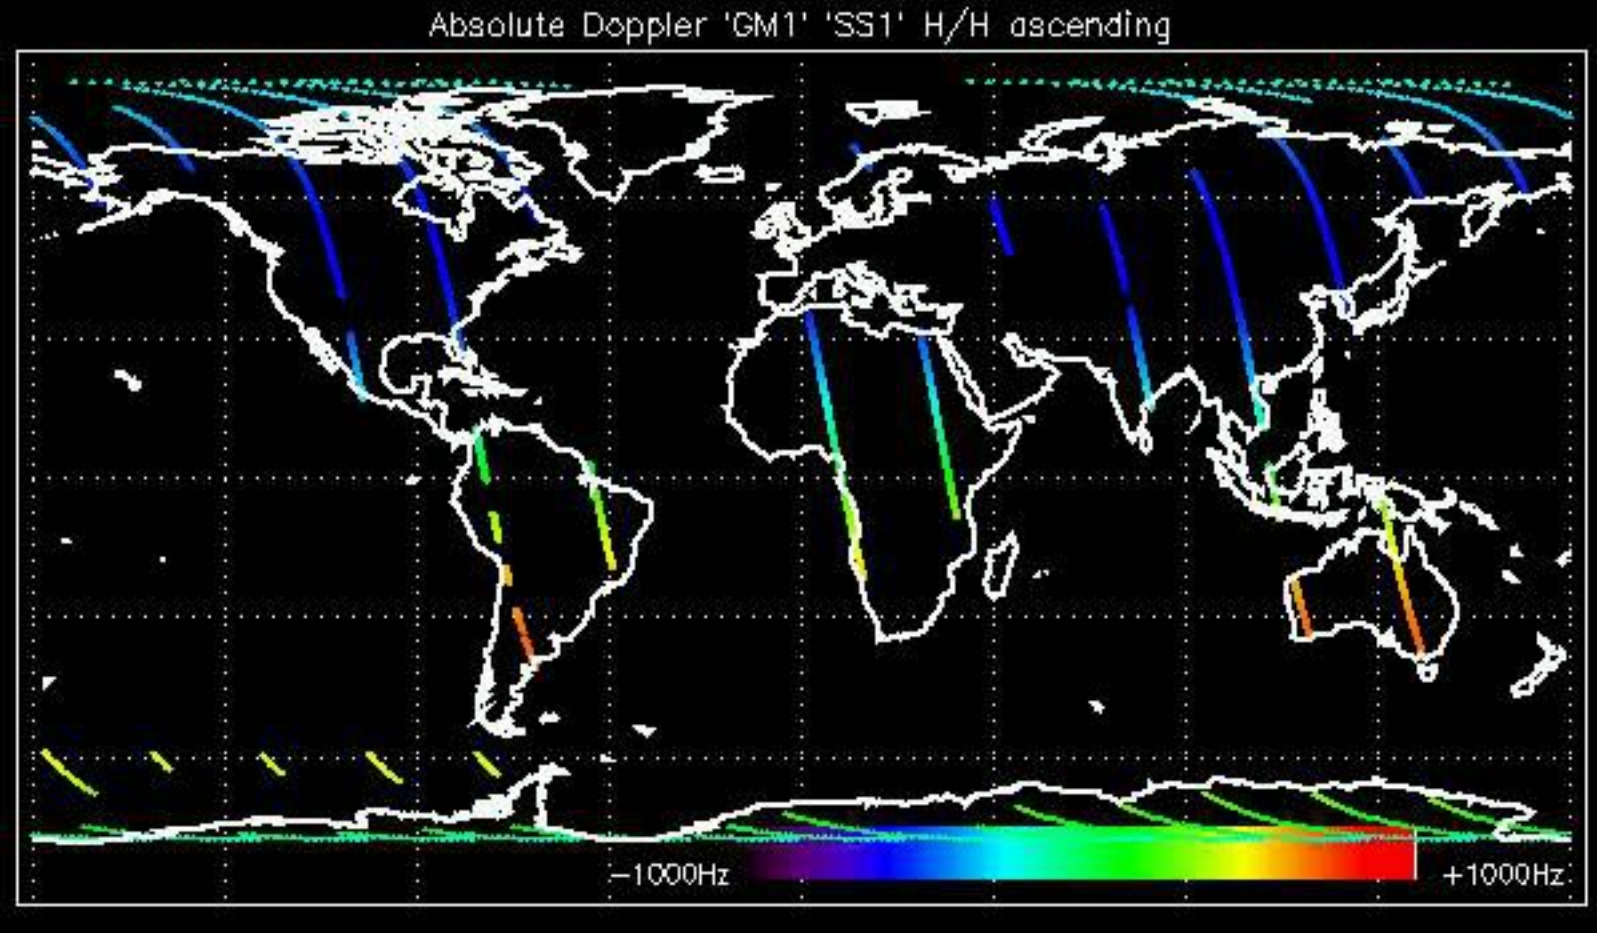 Absolute Doppler 'GM1' 'SS1' H/H ascending
−1000Hz
+1000Hz